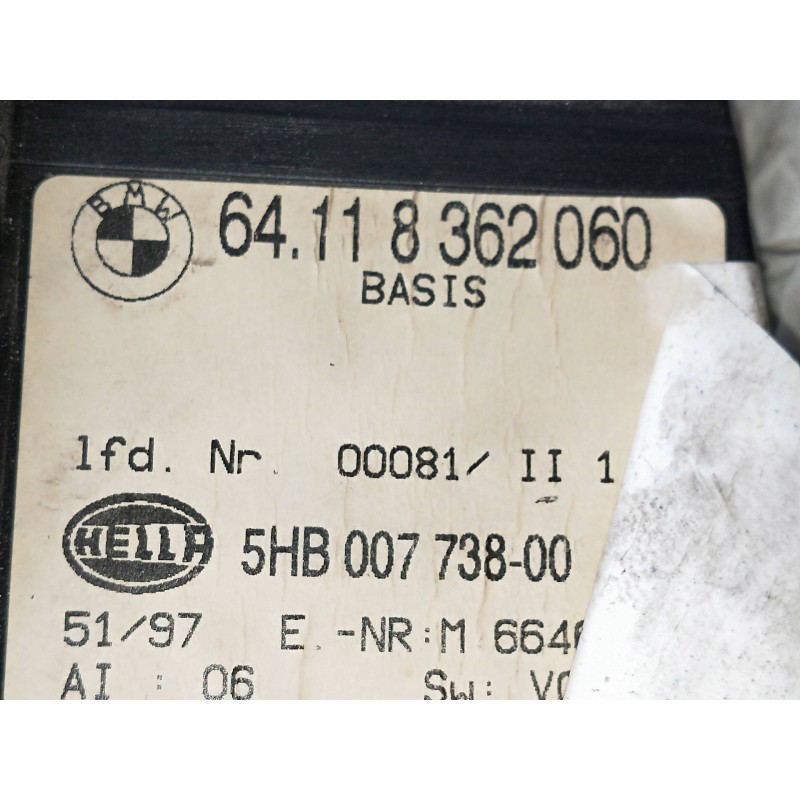 BMW 64.11 8 362 060
BASIS
lfd. Nr. 00081/ II 1
HELLA 5HB 007 738-00
51/97 E.-NR:M 664
AI : 06 Sw: